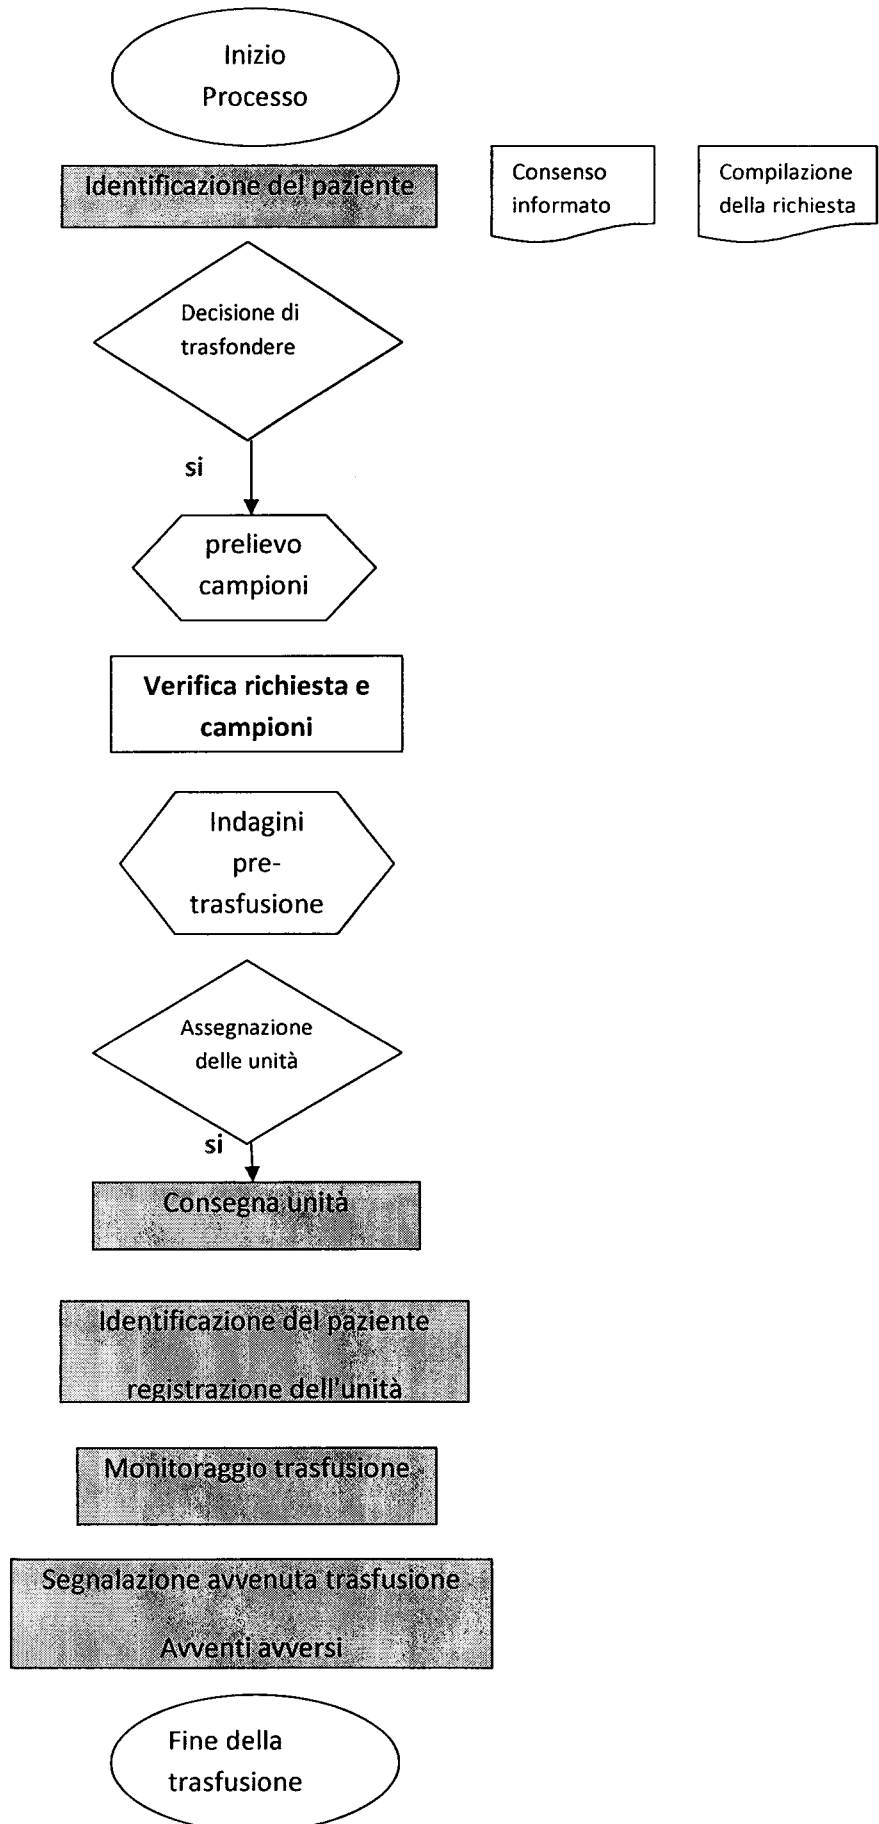 Inizio
Processo
Identificazione del paziente
Consenso
informato
Compilazione
della richiesta
Decisione di
trasfondere
si
prelievo
campioni
Verifica richiesta e
campioni
Indagini
pre-
trasfusione
Assegnazione
delle unità
si
Consegna unità
Identificazione del paziente
registrazione dell'unità
Monitoraggio trasfusione
Segnalazione avvenuta trasfusione
Avventi avversi
Fine della
trasfusione